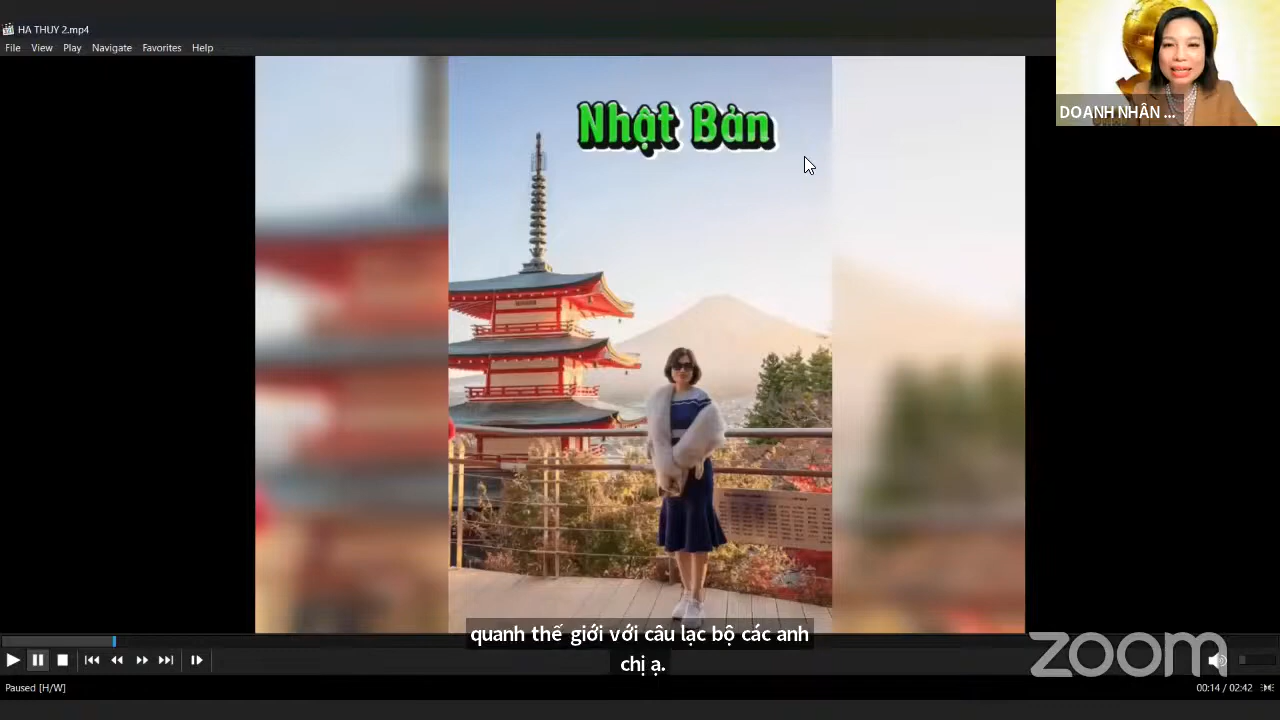 HA THUY 2.mp4
File View Play Navigate Favorites Help
DOANH NHÂN ...
Nhật Bản
quanh thế giới với câu lạc bộ các anh
chị ạ.
zoom
Paused [H/W]
00:14 / 02:42